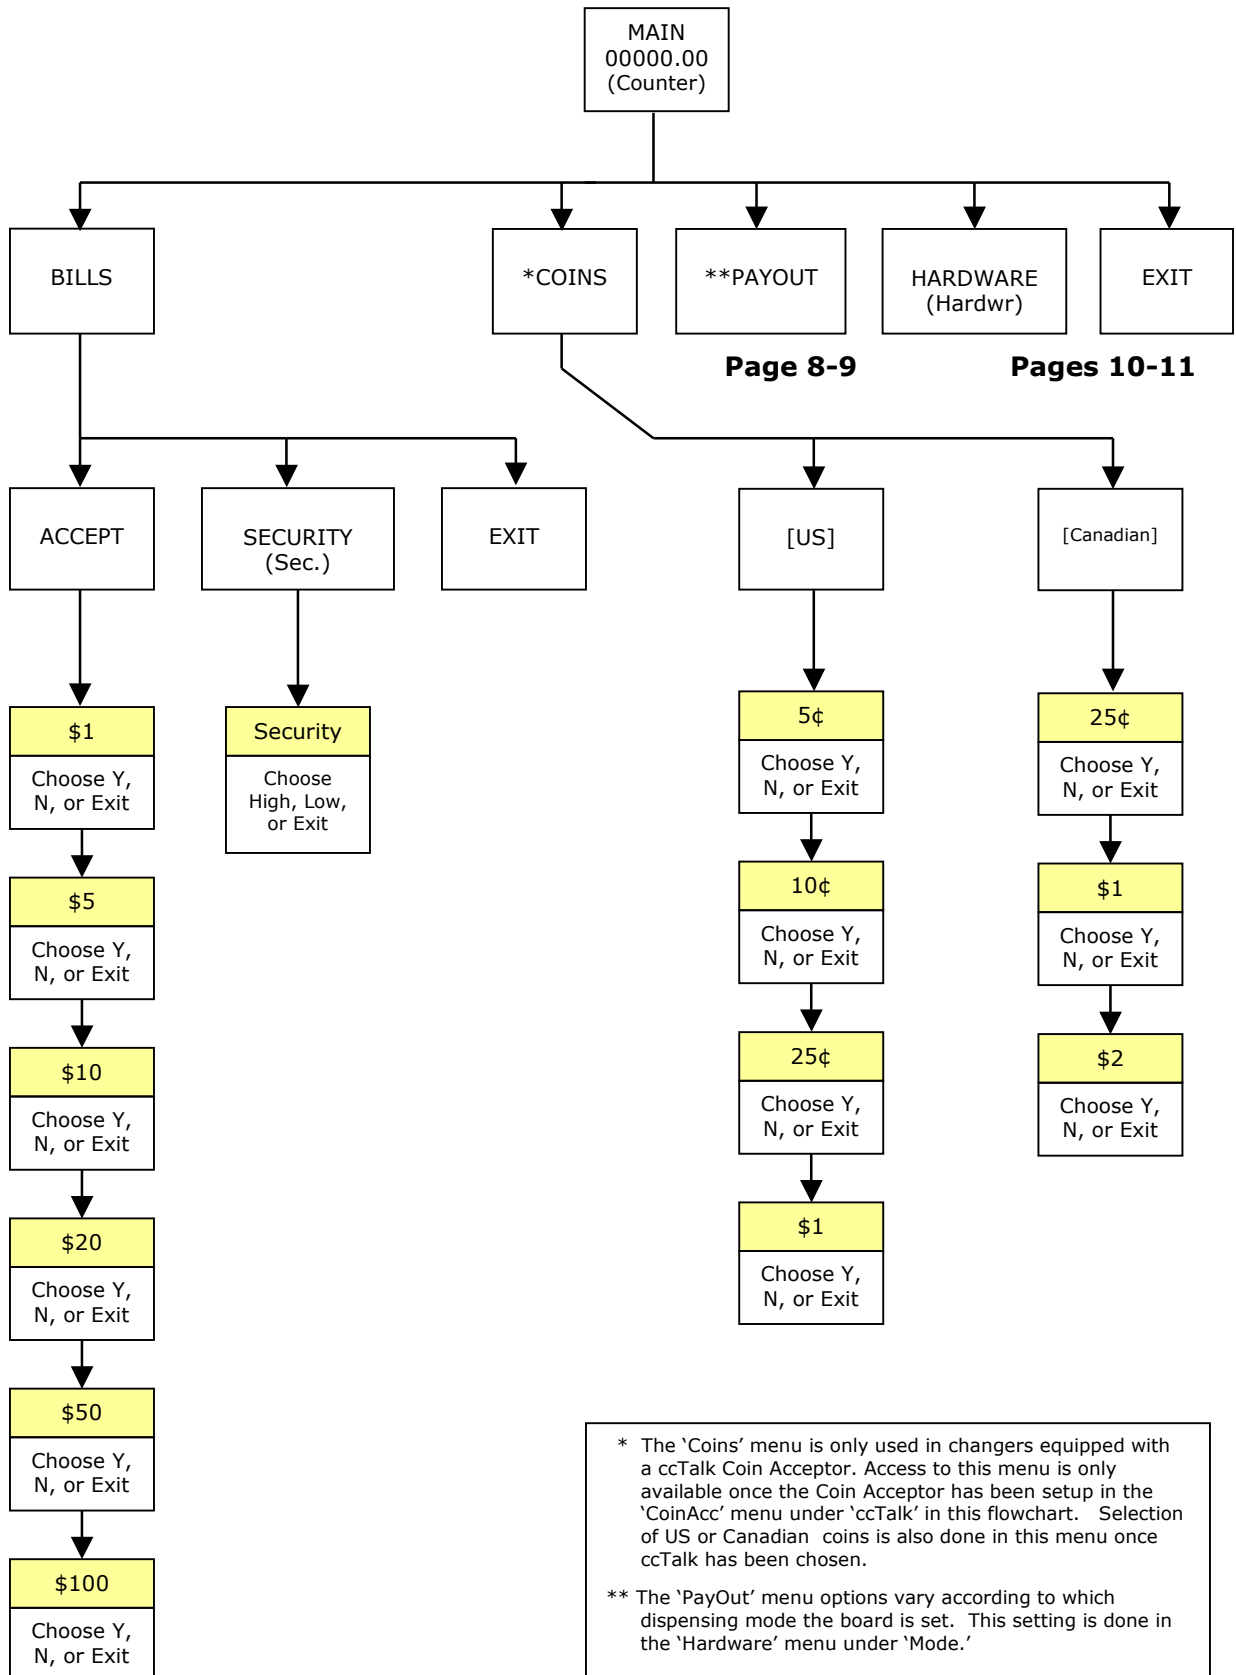 MAIN
00000.00
(Counter)
BILLS
*COINS
**PAYOUT
HARDWARE
(Hardwr)
EXIT
Page 8-9
Pages 10-11
ACCEPT
SECURITY
(Sec.)
EXIT
[US]
[Canadian]
$1
Choose Y,
N, or Exit
$5
Choose Y,
N, or Exit
$10
Choose Y,
N, or Exit
$20
Choose Y,
N, or Exit
$50
Choose Y,
N, or Exit
$100
Choose Y,
N, or Exit
Security
Choose
High, Low,
or Exit
5¢
Choose Y,
N, or Exit
10¢
Choose Y,
N, or Exit
25¢
Choose Y,
N, or Exit
$1
Choose Y,
N, or Exit
25¢
Choose Y,
N, or Exit
$1
Choose Y,
N, or Exit
$2
Choose Y,
N, or Exit
* The ‘Coins’ menu is only used in changers equipped with
a ccTalk Coin Acceptor. Access to this menu is only
available once the Coin Acceptor has been setup in the
‘CoinAcc’ menu under ‘ccTalk’ in this flowchart. Selection
of US or Canadian coins is also done in this menu once
ccTalk has been chosen.
** The ‘PayOut’ menu options vary according to which
dispensing mode the board is set. This setting is done in
the ‘Hardware’ menu under ‘Mode.’